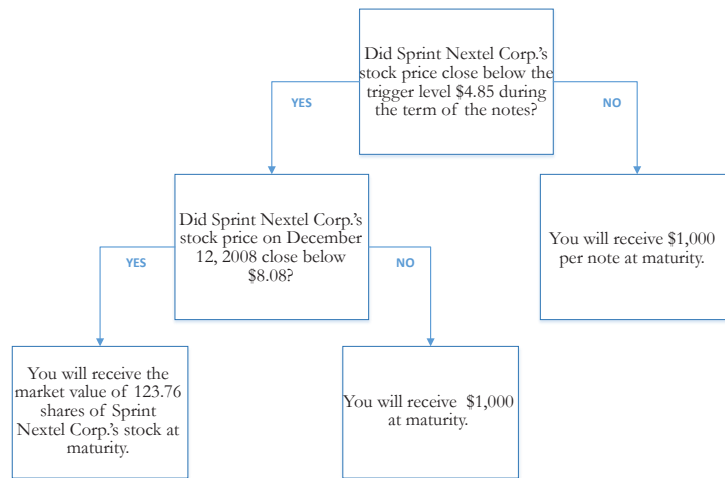 Did Sprint Nextel Corp.'s
stock price close below the
trigger level $4.85 during
the term of the notes?
YES
NO
Did Sprint Nextel Corp.'s
stock price on December
12, 2008 close below
$8.08?
You will receive $1,000
per note at maturity.
YES
NO
You will receive the
market value of 123.76
shares of Sprint
Nextel Corp.'s stock at
maturity.
You will receive $1,000
at maturity.